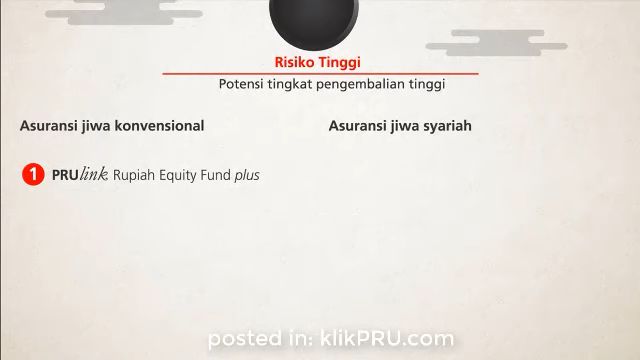 Risiko Tinggi
Potensi tingkat pengembalian tinggi
Asuransi jiwa konvensional
Asuransi jiwa syariah
1 PRUlink Rupiah Equity Fund plus
posted in: klikPRU.com